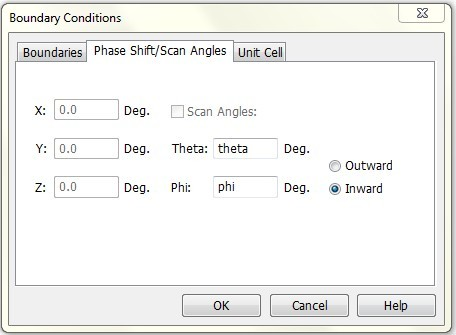 Boundary Conditions
Boundaries Phase Shift/Scan Angles Unit Cell
X: 0.0 Deg. Scan Angles:
Y: 0.0 Deg. Theta: theta Deg.
Outward
Z: 0.0 Deg. Phi: phi Deg.
Inward
OK Cancel Help